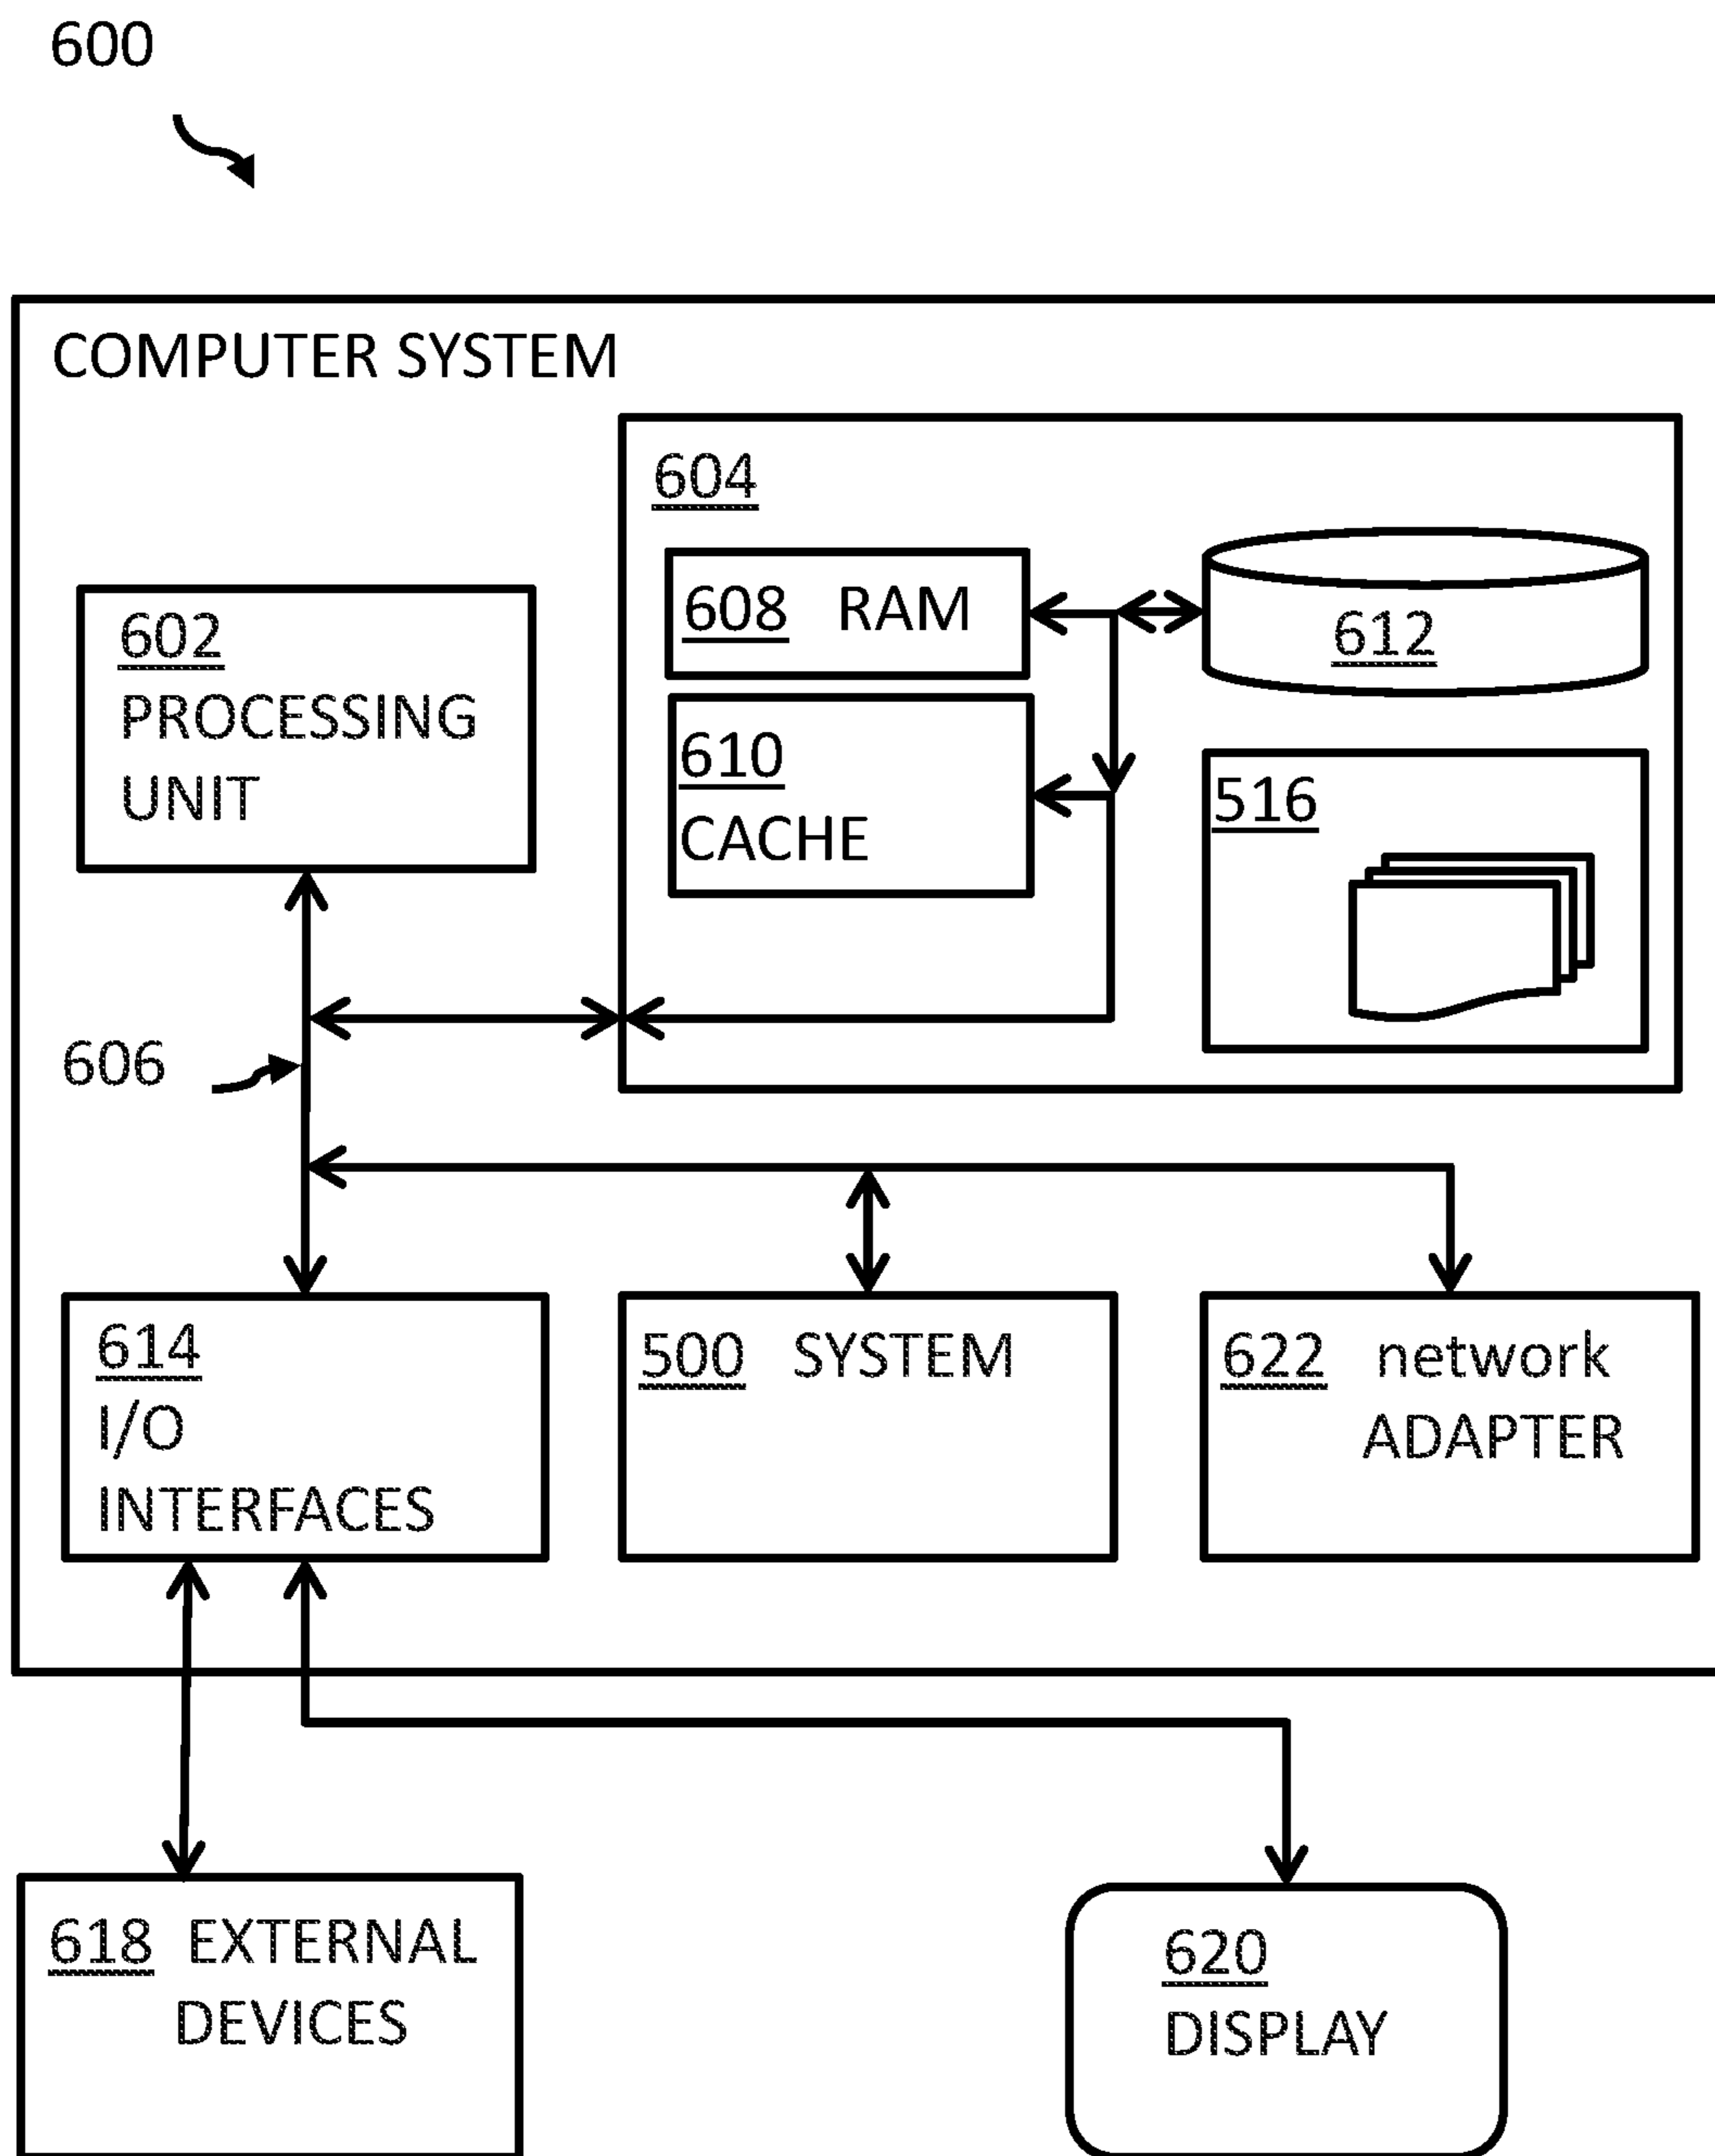 600
COMPUTER SYSTEM
604
608 RAM
612
602
PROCESSING
UNIT
610
CACHE
516
606
614
I/O
INTERFACES
500 SYSTEM
622 network
ADAPTER
618 EXTERNAL
DEVICES
620
DISPLAY